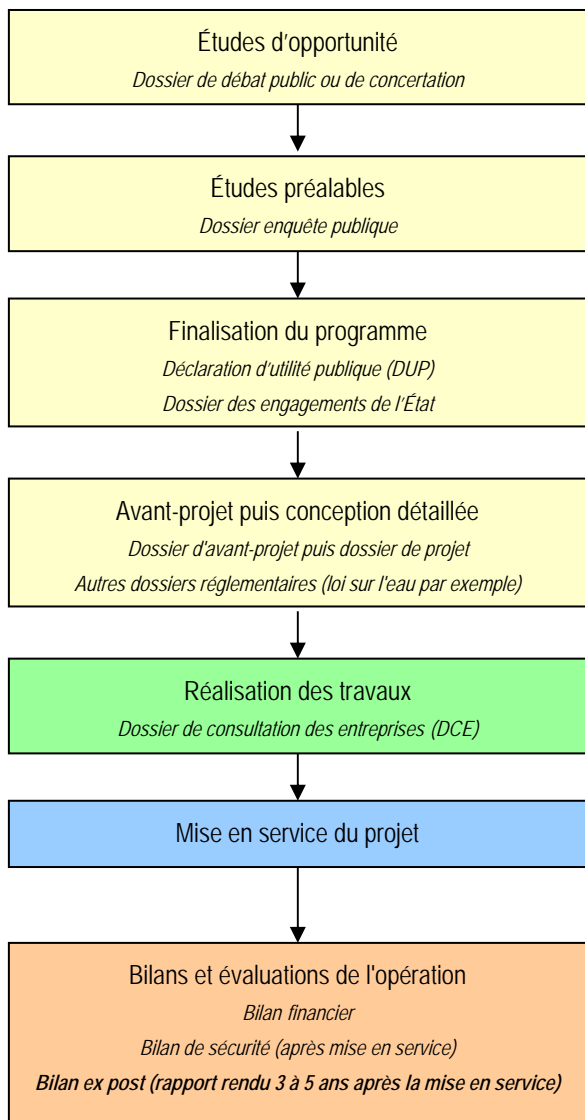 Études d'opportunité
Dossier de débat public ou de concertation
Études préalables
Dossier enquête publique
Finalisation du programme
Déclaration d'utilité publique (DUP)
Dossier des engagements de l'État
Avant-projet puis conception détaillée
Dossier d'avant-projet puis dossier de projet
Autres dossiers réglementaires (loi sur l'eau par exemple)
Réalisation des travaux
Dossier de consultation des entreprises (DCE)
Mise en service du projet
Bilans et évaluations de l'opération
Bilan financier
Bilan de sécurité (après mise en service)
Bilan ex post (rapport rendu 3 à 5 ans après la mise en service)